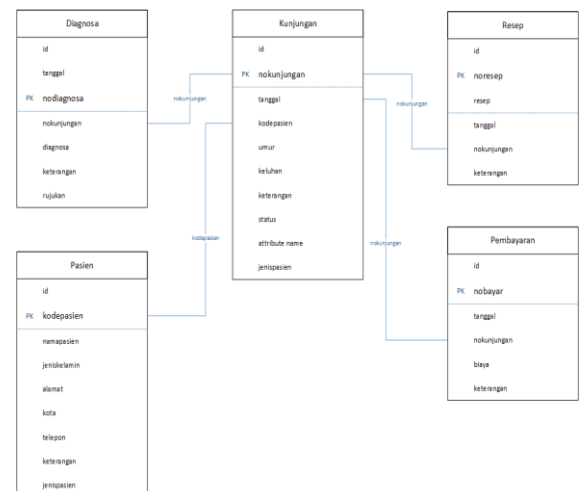 Diagnosa
id
tanggal
PK nodiagnosa
nokunjungan
diagnosa
keterangan
rujukan
Pasien
id
PK kodepasien
namapasien
jeniskelamin
alamat
kota
telepon
keterangan
jenispasien
nokunjungan
kodepasien
Kunjungan
id
PK nokunjungan
tanggal
kodepasien
umur
keluhan
keterangan
status
attribute name
jenispasien
nokunjungan
nokunjungan
Resep
id
PK noresep
resep
tanggal
nokunjungan
keterangan
Pembayaran
id
PK nobayar
tanggal
nokunjungan
biaya
keterangan